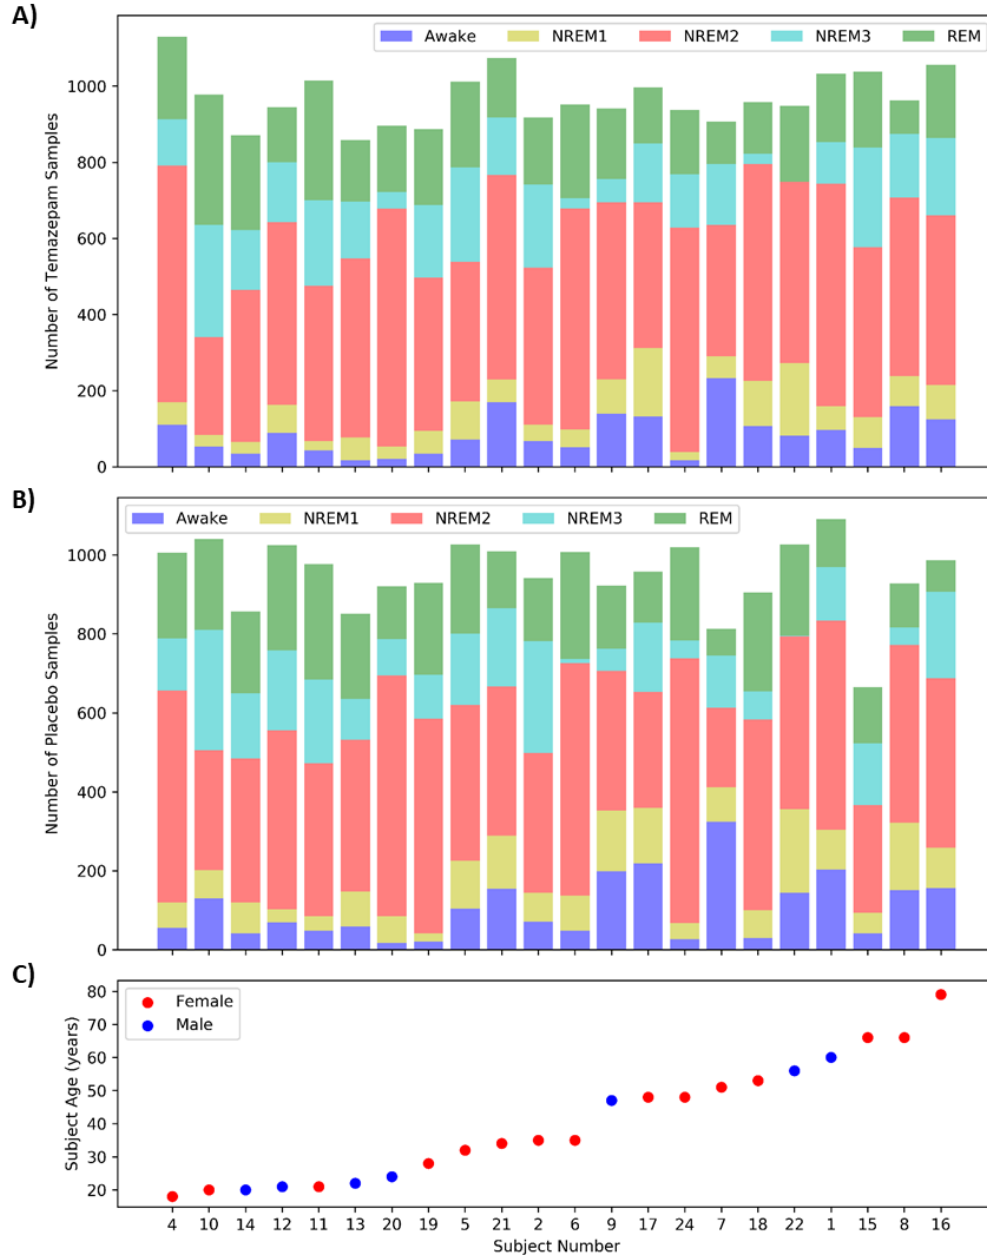 A)
Awake NREM1 NREM2 NREM3 REM
Number of Temazepam Samples
1000
800
600
400
200
0
B)
Awake NREM1 NREM2 NREM3 REM
Number of Placebo Samples
1000
800
600
400
200
0
C)
Female
Male
Subject Age (years)
80
70
60
50
40
30
20
4 10 14 12 11 13 20 19 5 21 2 6 9 17 24 7 18 22 1 15 8 16
Subject Number